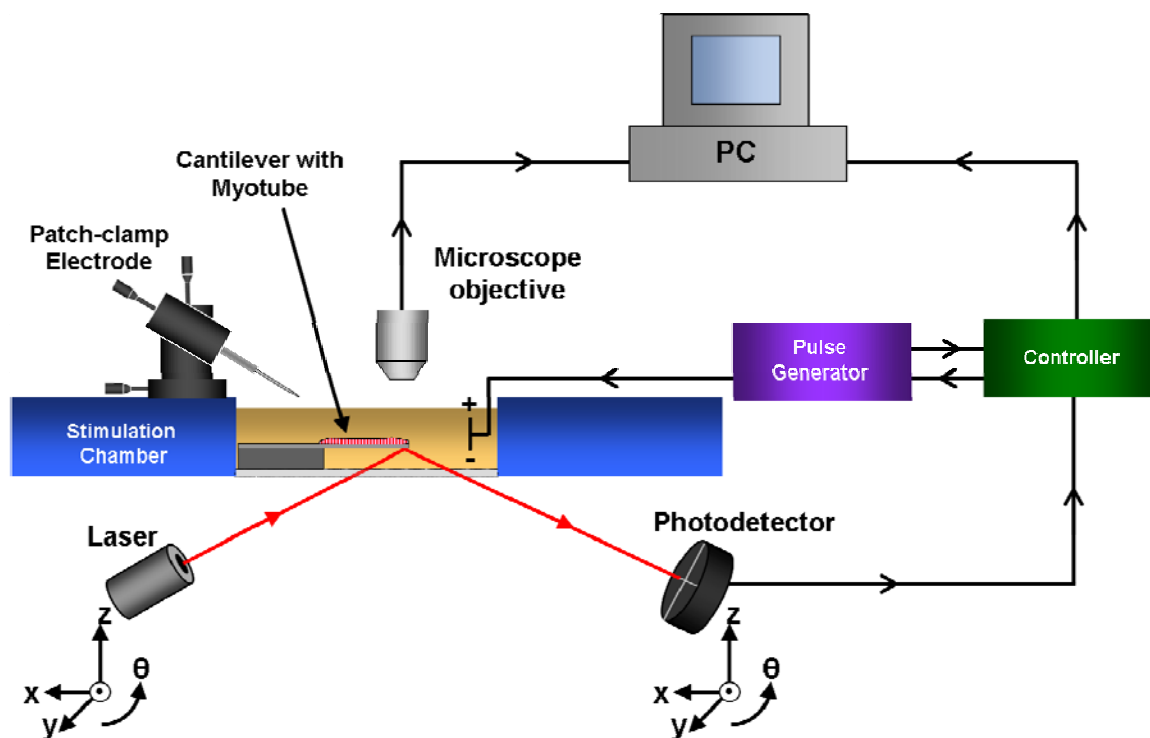 PC
Cantilever with
Myotube
Patch-clamp
Electrode
Microscope
objective
Pulse
Generator
Controller
+
-
Stimulation
Chamber
Laser
Photodetector
z
θ
x
y
z
θ
x
y